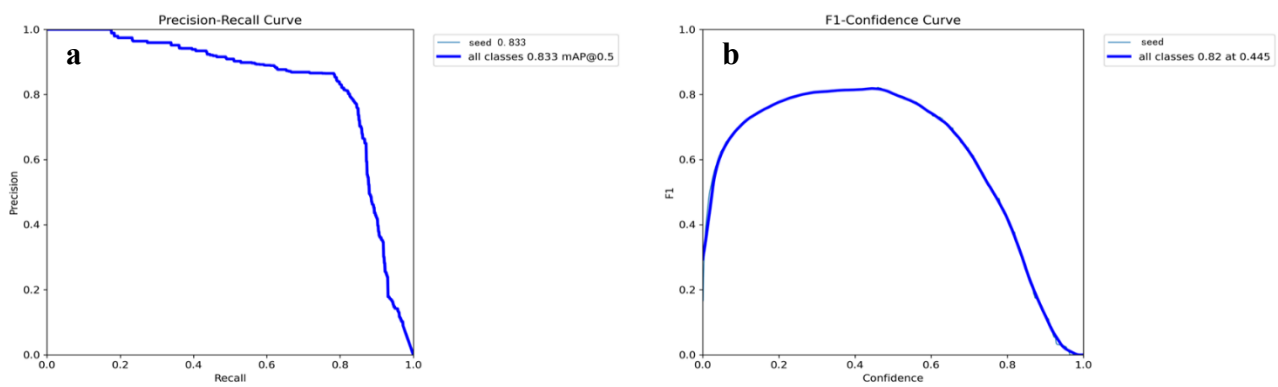 Precision-Recall Curve
a
seed 0.833
all classes 0.833 mAP@0.5
1.0
0.8
0.6
0.4
0.2
0.0
Precision
0.0 0.2 0.4 0.6 0.8 1.0
Recall
F1-Confidence Curve
b
seed
all classes 0.82 at 0.445
1.0
0.8
0.6
0.4
0.2
0.0
F1
0.0 0.2 0.4 0.6 0.8 1.0
Confidence